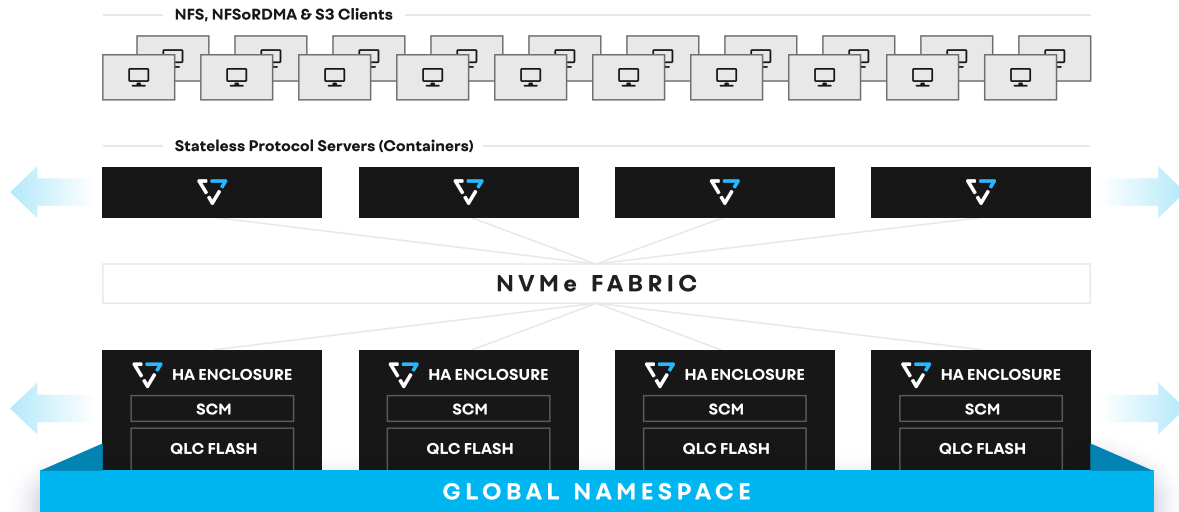 NFS, NFSoRDMA & S3 Clients
Stateless Protocol Servers (Containers)
NVMe FABRIC
HA ENCLOSURE HA ENCLOSURE HA ENCLOSURE HA ENCLOSURE
SCM SCM SCM SCM
QLC FLASH QLC FLASH QLC FLASH QLC FLASH
GLOBAL NAMESPACE